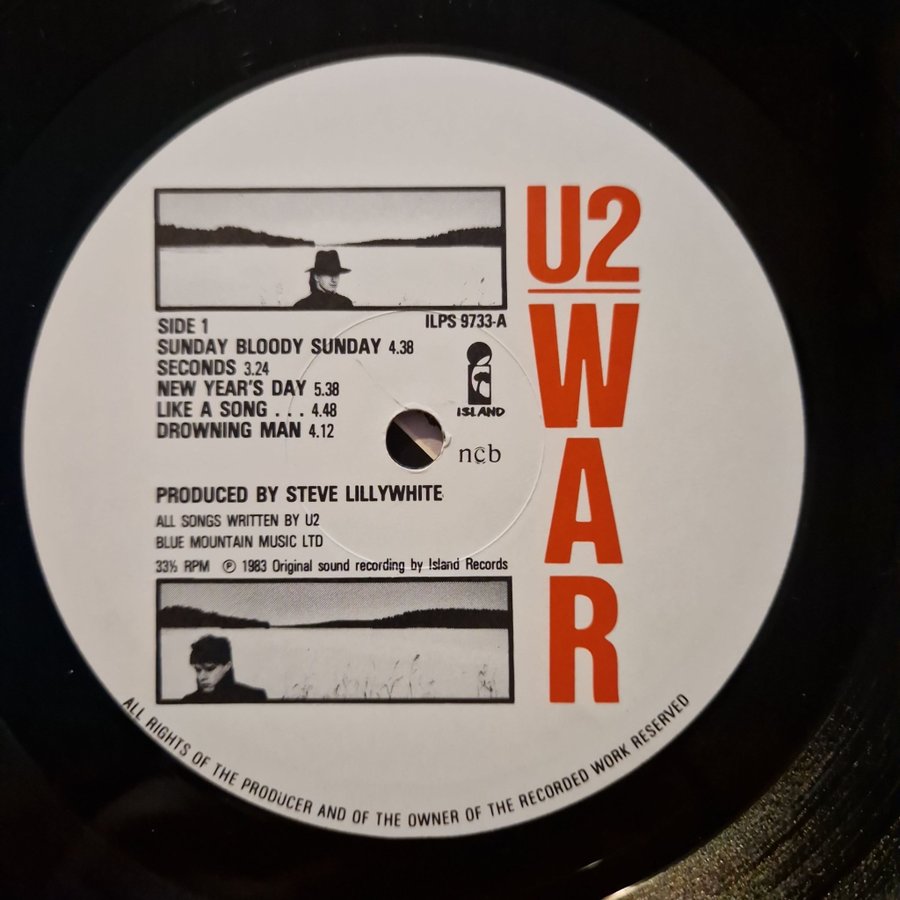 U2
WAR
SIDE 1
ILPS 9733-A
SUNDAY BLOODY SUNDAY 4.38
SECONDS 3.24
NEW YEAR'S DAY 5.38
LIKE A SONG . . . 4.48
DROWNING MAN 4.12
ISLAND
ncb
PRODUCED BY STEVE LILLYWHITE
ALL SONGS WRITTEN BY U2
BLUE MOUNTAIN MUSIC LTD
33⅓ RPM ℗ 1983 Original sound recording by Island Records
ALL RIGHTS OF THE PRODUCER AND OF THE OWNER OF THE RECORDED WORK RESERVED